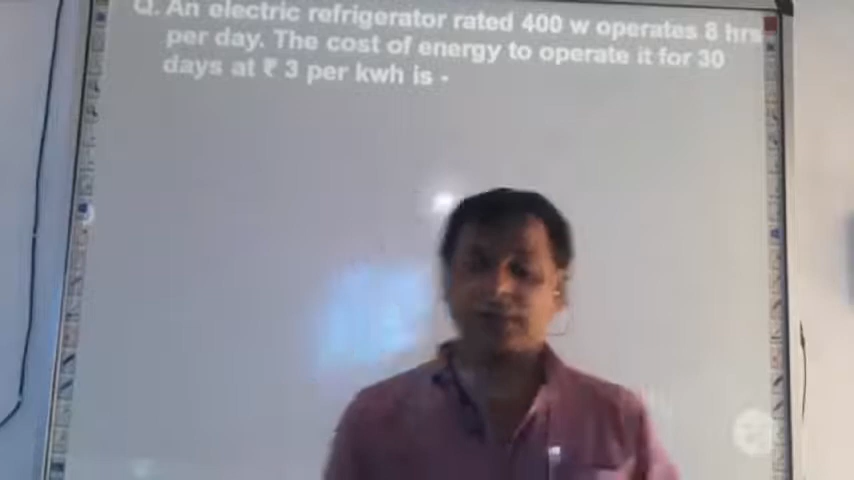 Q. An electric refrigerator rated 400 w operates 8 hrs
per day. The cost of energy to operate it for 30
days at ₹ 3 per kwh is -